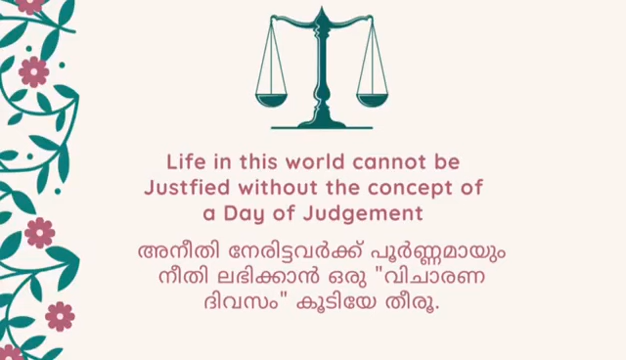 Life in this world cannot be
Justfied without the concept of
a Day of Judgement
അനീതി നേരിട്ടവർക്ക് പൂർണ്ണമായും
നീതി ലഭിക്കാൻ ഒരു "വിചാരണ
ദിവസം" കൂടിയേ തീരൂ.